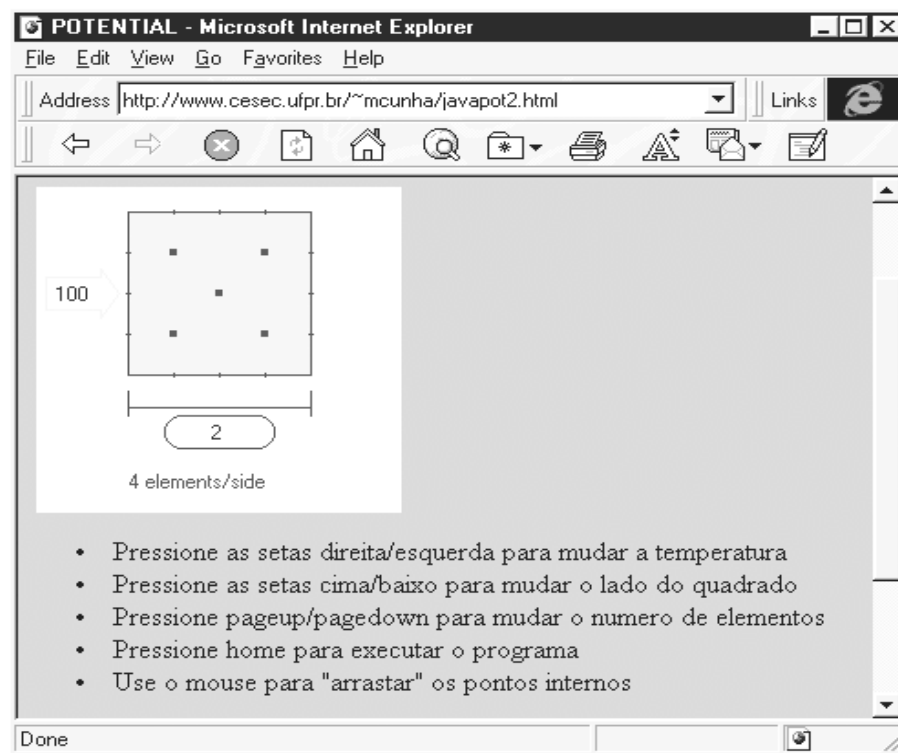 POTENTIAL - Microsoft Internet Explorer
File Edit View Go Favorites Help
Address http://www.cesec.ufpr.br/~mcunha/javapot2.html Links
100
2
4 elements/side
• Pressione as setas direita/esquerda para mudar a temperatura
• Pressione as setas cima/baixo para mudar o lado do quadrado
• Pressione pageup/pagedown para mudar o numero de elementos
• Pressione home para executar o programa
• Use o mouse para "arrastar" os pontos internos
Done